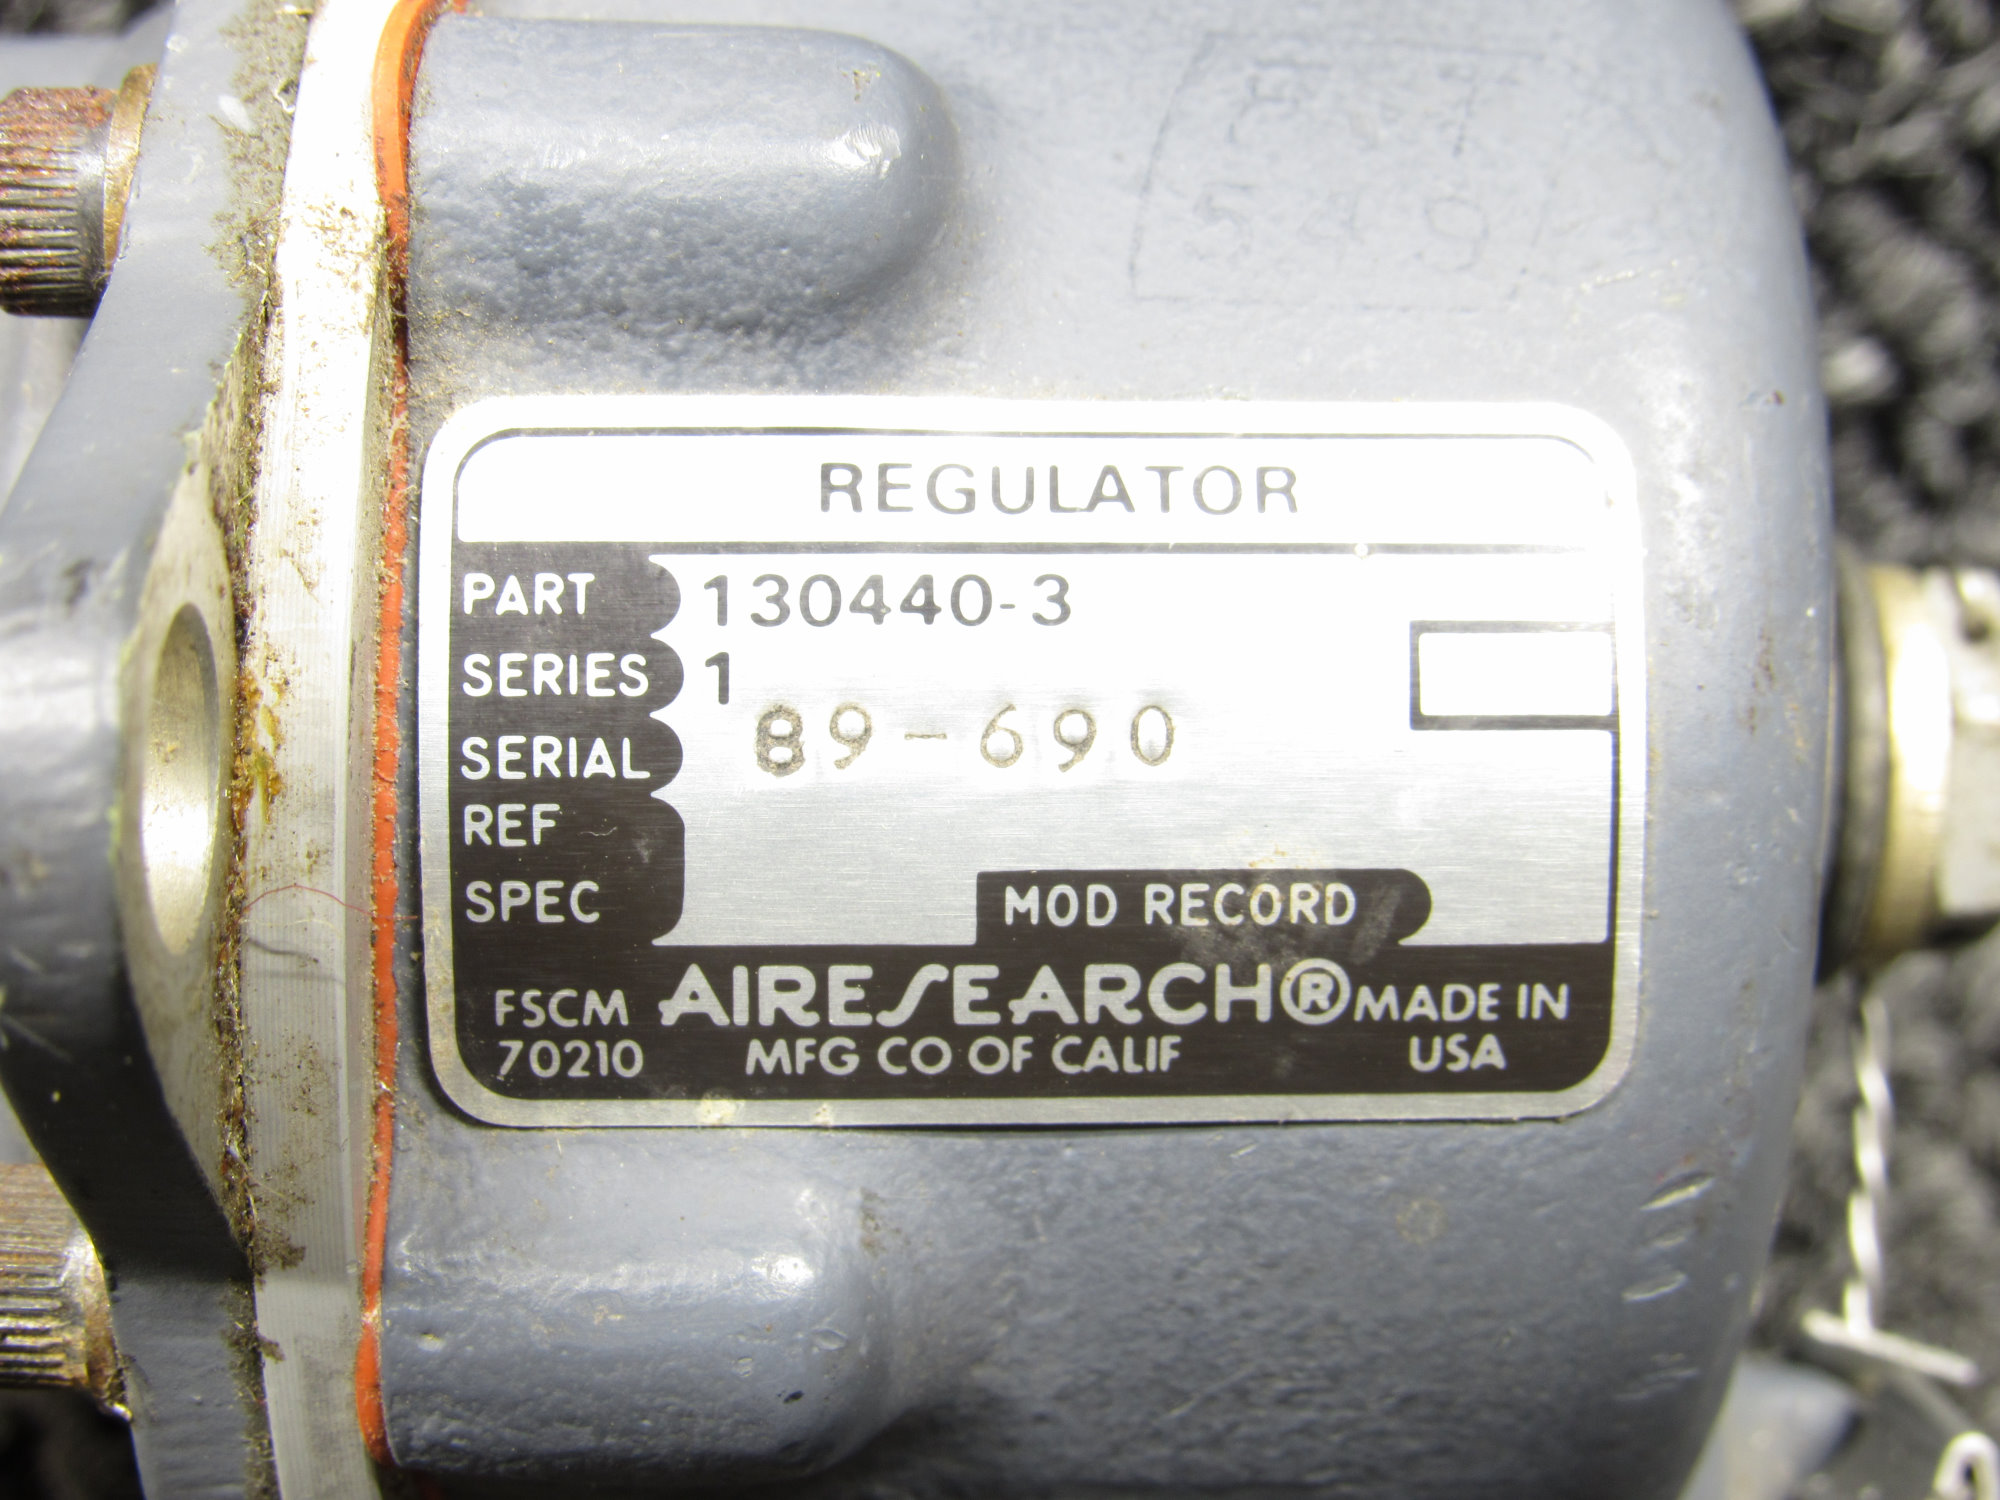 549
REGULATOR
PART 130440-3
SERIES 1
SERIAL 89-690
REF
SPEC
MOD RECORD
FSCM 70210
AIRESEARCH®
MFG CO OF CALIF
MADE IN USA